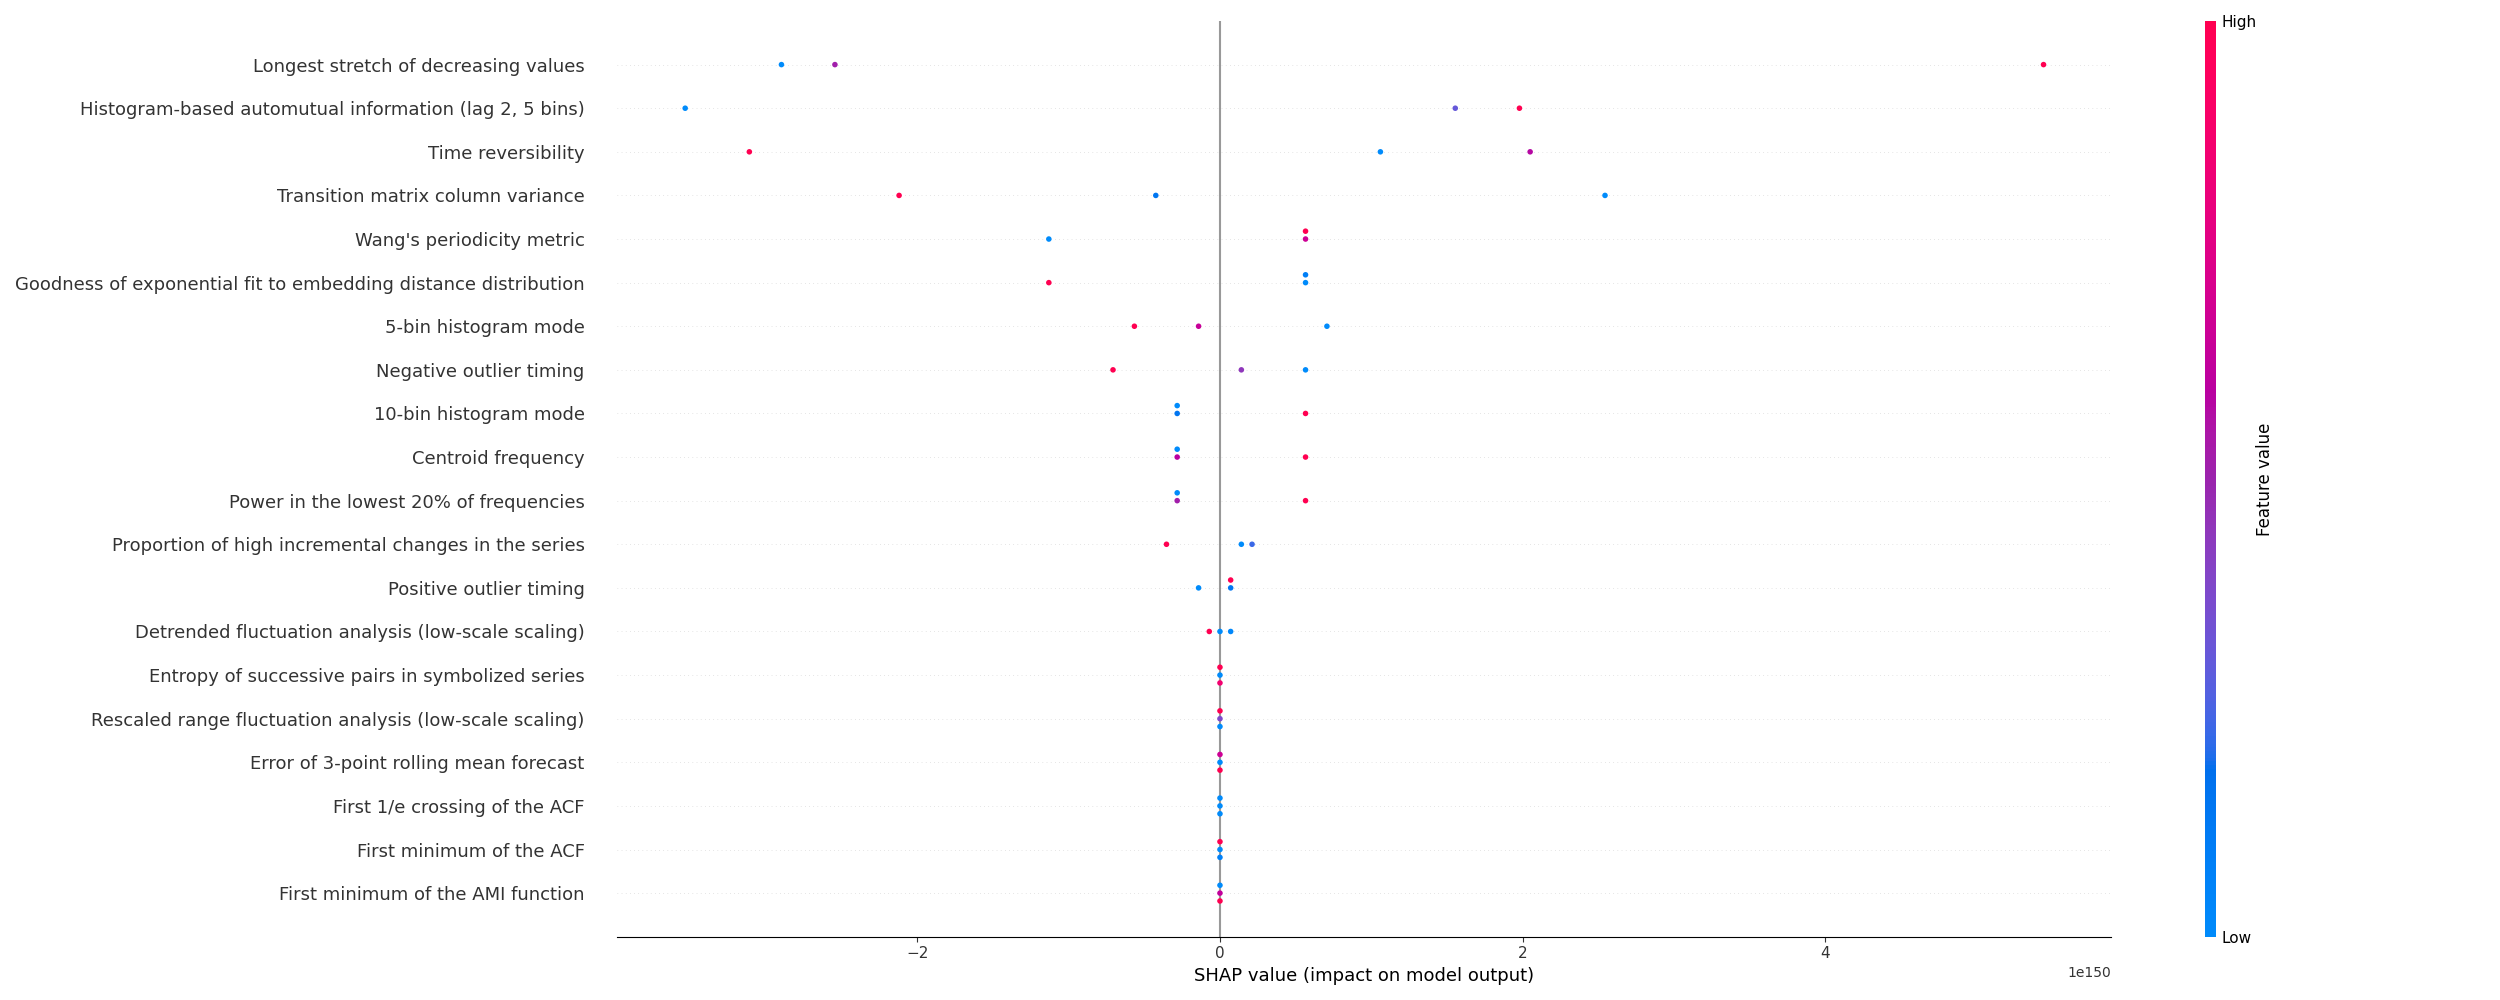 High
Longest stretch of decreasing values
Histogram-based automutual information (lag 2, 5 bins)
Time reversibility
Transition matrix column variance
Wang's periodicity metric
Goodness of exponential fit to embedding distance distribution
5-bin histogram mode
Negative outlier timing
10-bin histogram mode
Centroid frequency
Power in the lowest 20% of frequencies
Proportion of high incremental changes in the series
Positive outlier timing
Detrended fluctuation analysis (low-scale scaling)
Entropy of successive pairs in symbolized series
Rescaled range fluctuation analysis (low-scale scaling)
Error of 3-point rolling mean forecast
First 1/e crossing of the ACF
First minimum of the ACF
First minimum of the AMI function
Feature value
Low
−2 0 2 4
1e150
SHAP value (impact on model output)